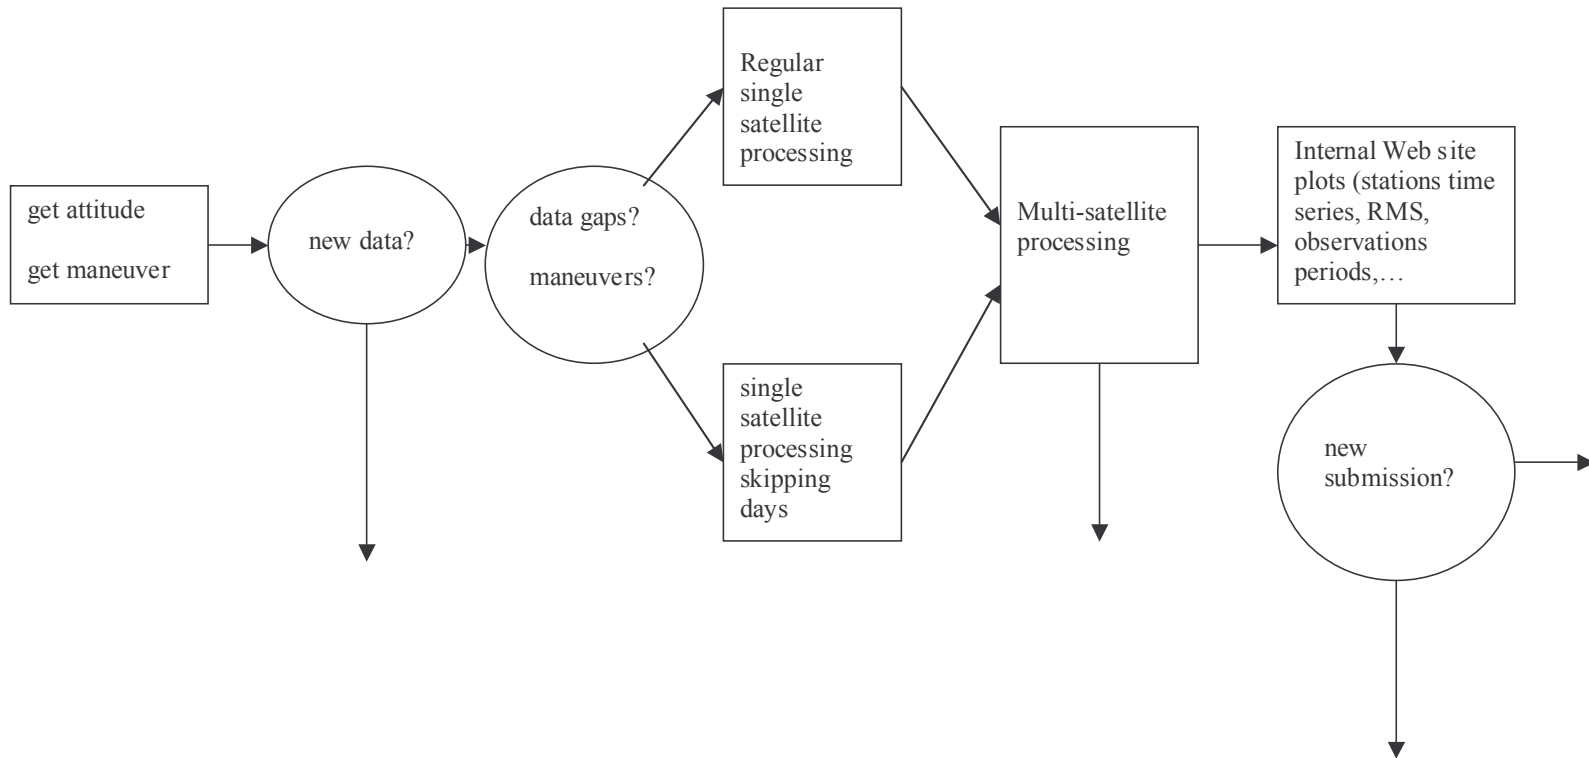 get attitude
get maneuver
new data?
data gaps?
maneuvers?
Regular
single
satellite
processing
single
satellite
processing
skipping
days
Multi-satellite
processing
Internal Web site
plots (stations time
series, RMS,
observations
periods,…
new
submission?